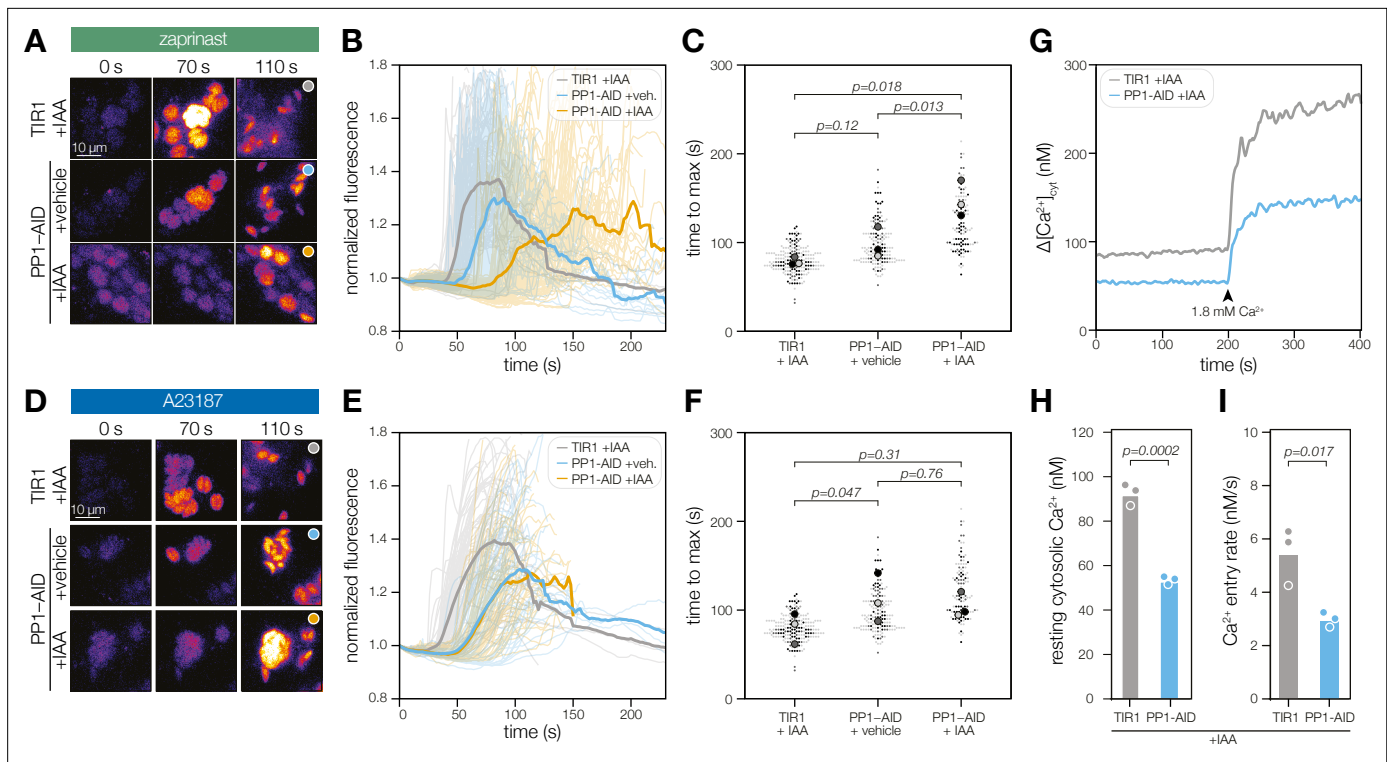 A
zaprinast
0 s 70 s 110 s
TIR1
+IAA
10 µm
PP1–AID
+vehicle
+IAA
B
1.8
1.6
1.4
1.2
1.0
0.8
normalized fluorescence
TIR1 +IAA
PP1-AID +veh.
PP1-AID +IAA
0 50 100 150 200
time (s)
C
300
200
100
0
time to max (s)
p=0.018
p=0.013
p=0.12
TIR1
+ IAA
PP1–AID
+ vehicle
PP1–AID
+ IAA
G
TIR1 +IAA
PP1-AID +IAA
300
200
100
0
Δ[Ca²⁺]cyt (nM)
1.8 mM Ca²⁺
0 100 200 300 400
time (s)
D
A23187
0 s 70 s 110 s
TIR1
+IAA
10 µm
PP1–AID
+vehicle
+IAA
E
1.8
1.6
1.4
1.2
1.0
0.8
normalized fluorescence
TIR1 +IAA
PP1-AID +veh.
PP1-AID +IAA
0 50 100 150 200
time (s)
F
300
200
100
0
time to max (s)
p=0.31
p=0.76
p=0.047
TIR1
+ IAA
PP1–AID
+ vehicle
PP1–AID
+ IAA
H
120
100
80
60
40
20
0
resting cytosolic Ca²⁺ (nM)
p=0.0002
TIR1 PP1-AID
I
10
8
6
4
2
0
Ca²⁺ entry rate (nM/s)
p=0.017
TIR1 PP1-AID
+IAA